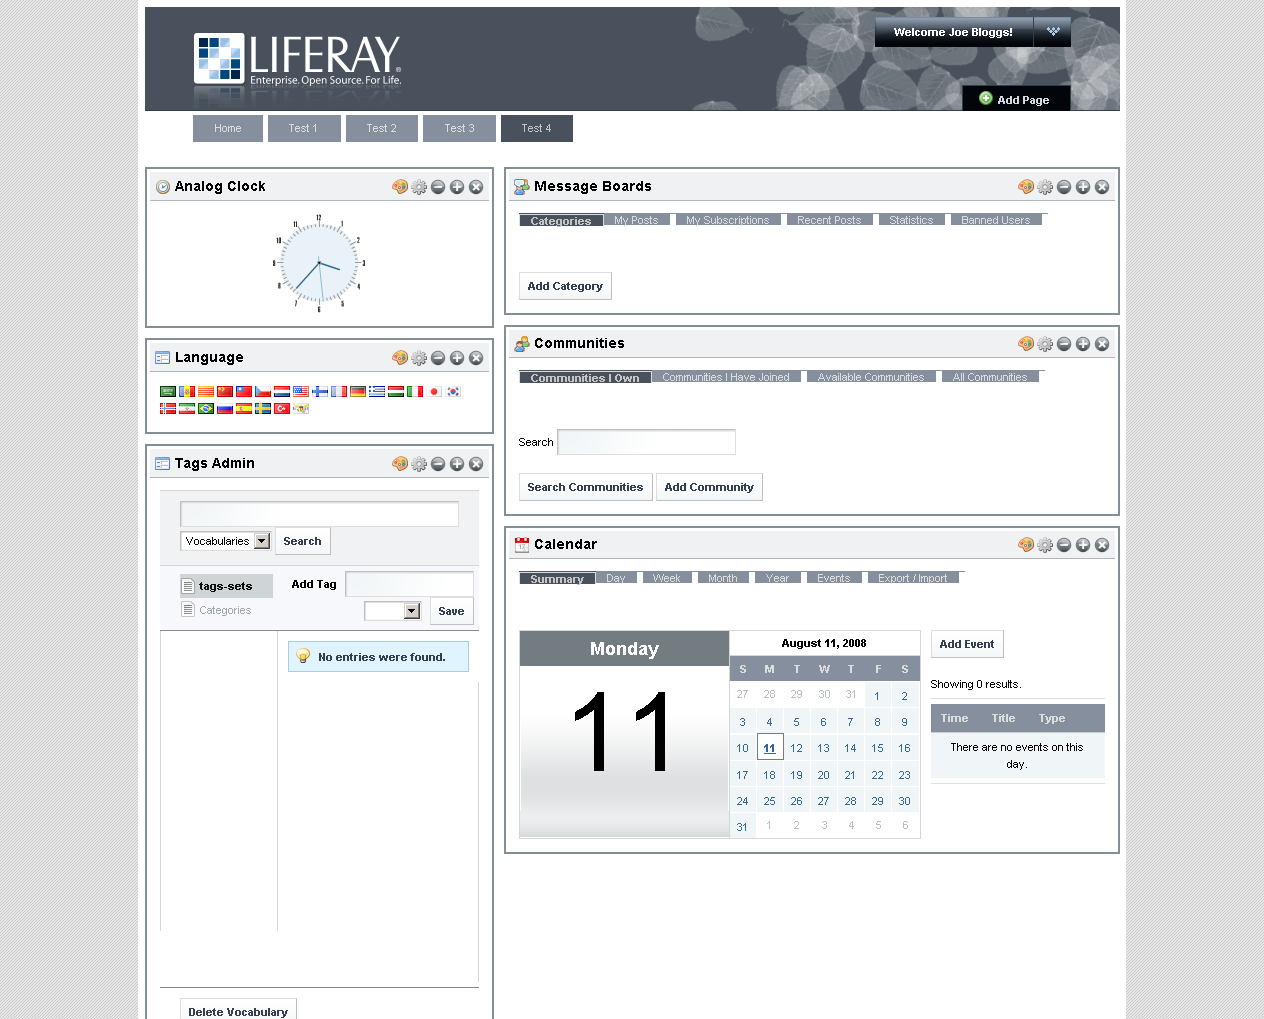 LIFERAY.
Enterprise. Open Source. For Life.
Welcome Joe Bloggs!
Add Page
Home Test 1 Test 2 Test 3 Test 4
Analog Clock
12 1 2 3 4 5 6 7 8 9 10 11
Language
Tags Admin
Vocabularies Search
tags-sets
Categories
Add Tag
Save
No entries were found.
Delete Vocabulary
Message Boards
Categories My Posts My Subscriptions Recent Posts Statistics Banned Users
Add Category
Communities
Communities I Own Communities I Have Joined Available Communities All Communities
Search
Search Communities Add Community
Calendar
Summary Day Week Month Year Events Export / Import
Monday
11
August 11, 2008
S M T W T F S
27 28 29 30 31 1 2
3 4 5 6 7 8 9
10 11 12 13 14 15 16
17 18 19 20 21 22 23
24 25 26 27 28 29 30
31 1 2 3 4 5 6
Add Event
Showing 0 results.
Time Title Type
There are no events on this
day.